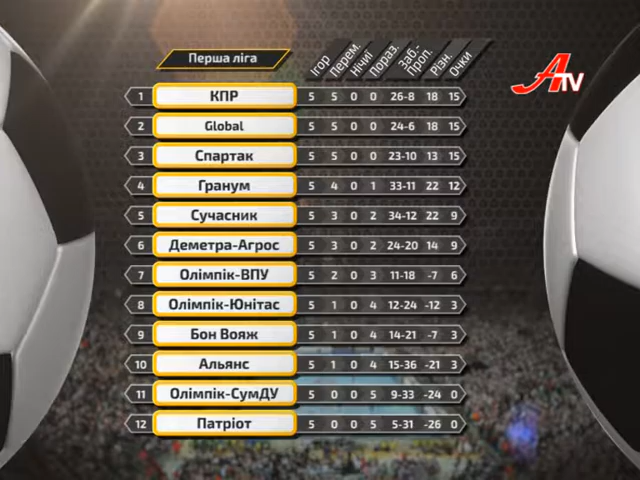 Перша ліга Ігор Перем. Нічиї Пораз. Заб.-Проп. Різн. Очки
АTV
1 КПР 5 5 0 0 26-8 18 15
2 Global 5 5 0 0 24-6 18 15
3 Спартак 5 5 0 0 23-10 13 15
4 Гранум 5 4 0 1 33-11 22 12
5 Сучасник 5 3 0 2 34-12 22 9
6 Деметра-Агрос 5 3 0 2 24-20 14 9
7 Олімпік-ВПУ 5 2 0 3 11-18 -7 6
8 Олімпік-Юнітас 5 1 0 4 12-24 -12 3
9 Бон Вояж 5 1 0 4 14-21 -7 3
10 Альянс 5 1 0 4 15-36 -21 3
11 Олімпік-СумДУ 5 0 0 5 9-33 -24 0
12 Патріот 5 0 0 5 5-31 -26 0